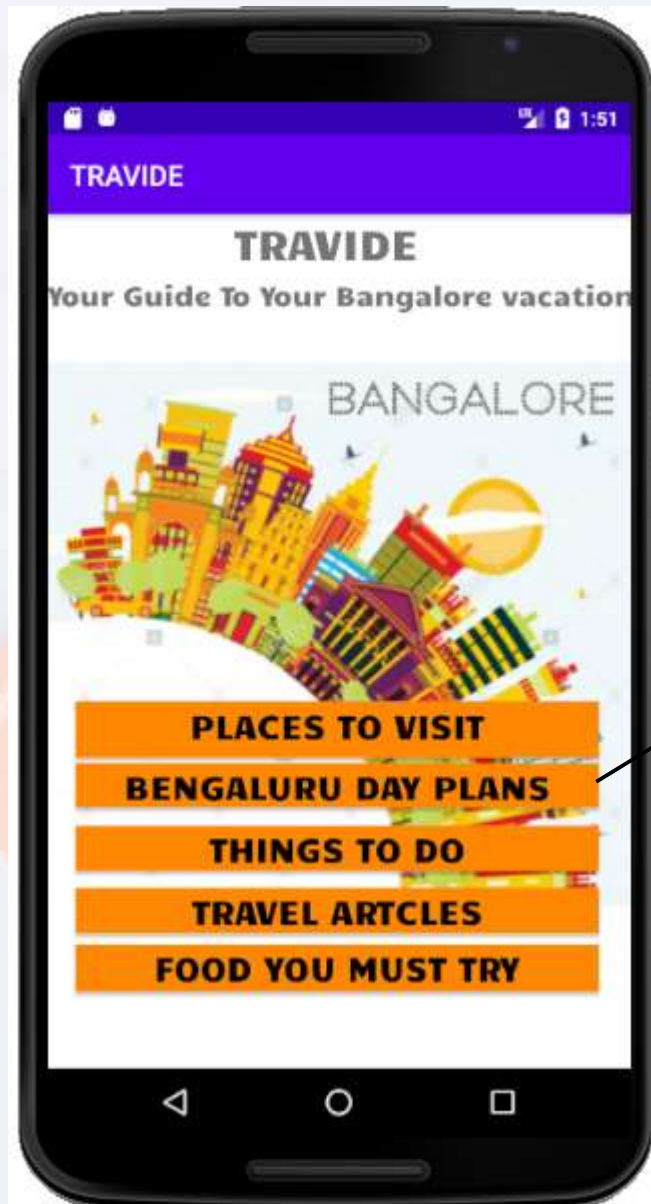 1:51
TRAVIDE
TRAVIDE
Your Guide To Your Bangalore vacation
BANGALORE
PLACES TO VISIT
BENGALURU DAY PLANS
THINGS TO DO
TRAVEL ARTCLES
FOOD YOU MUST TRY